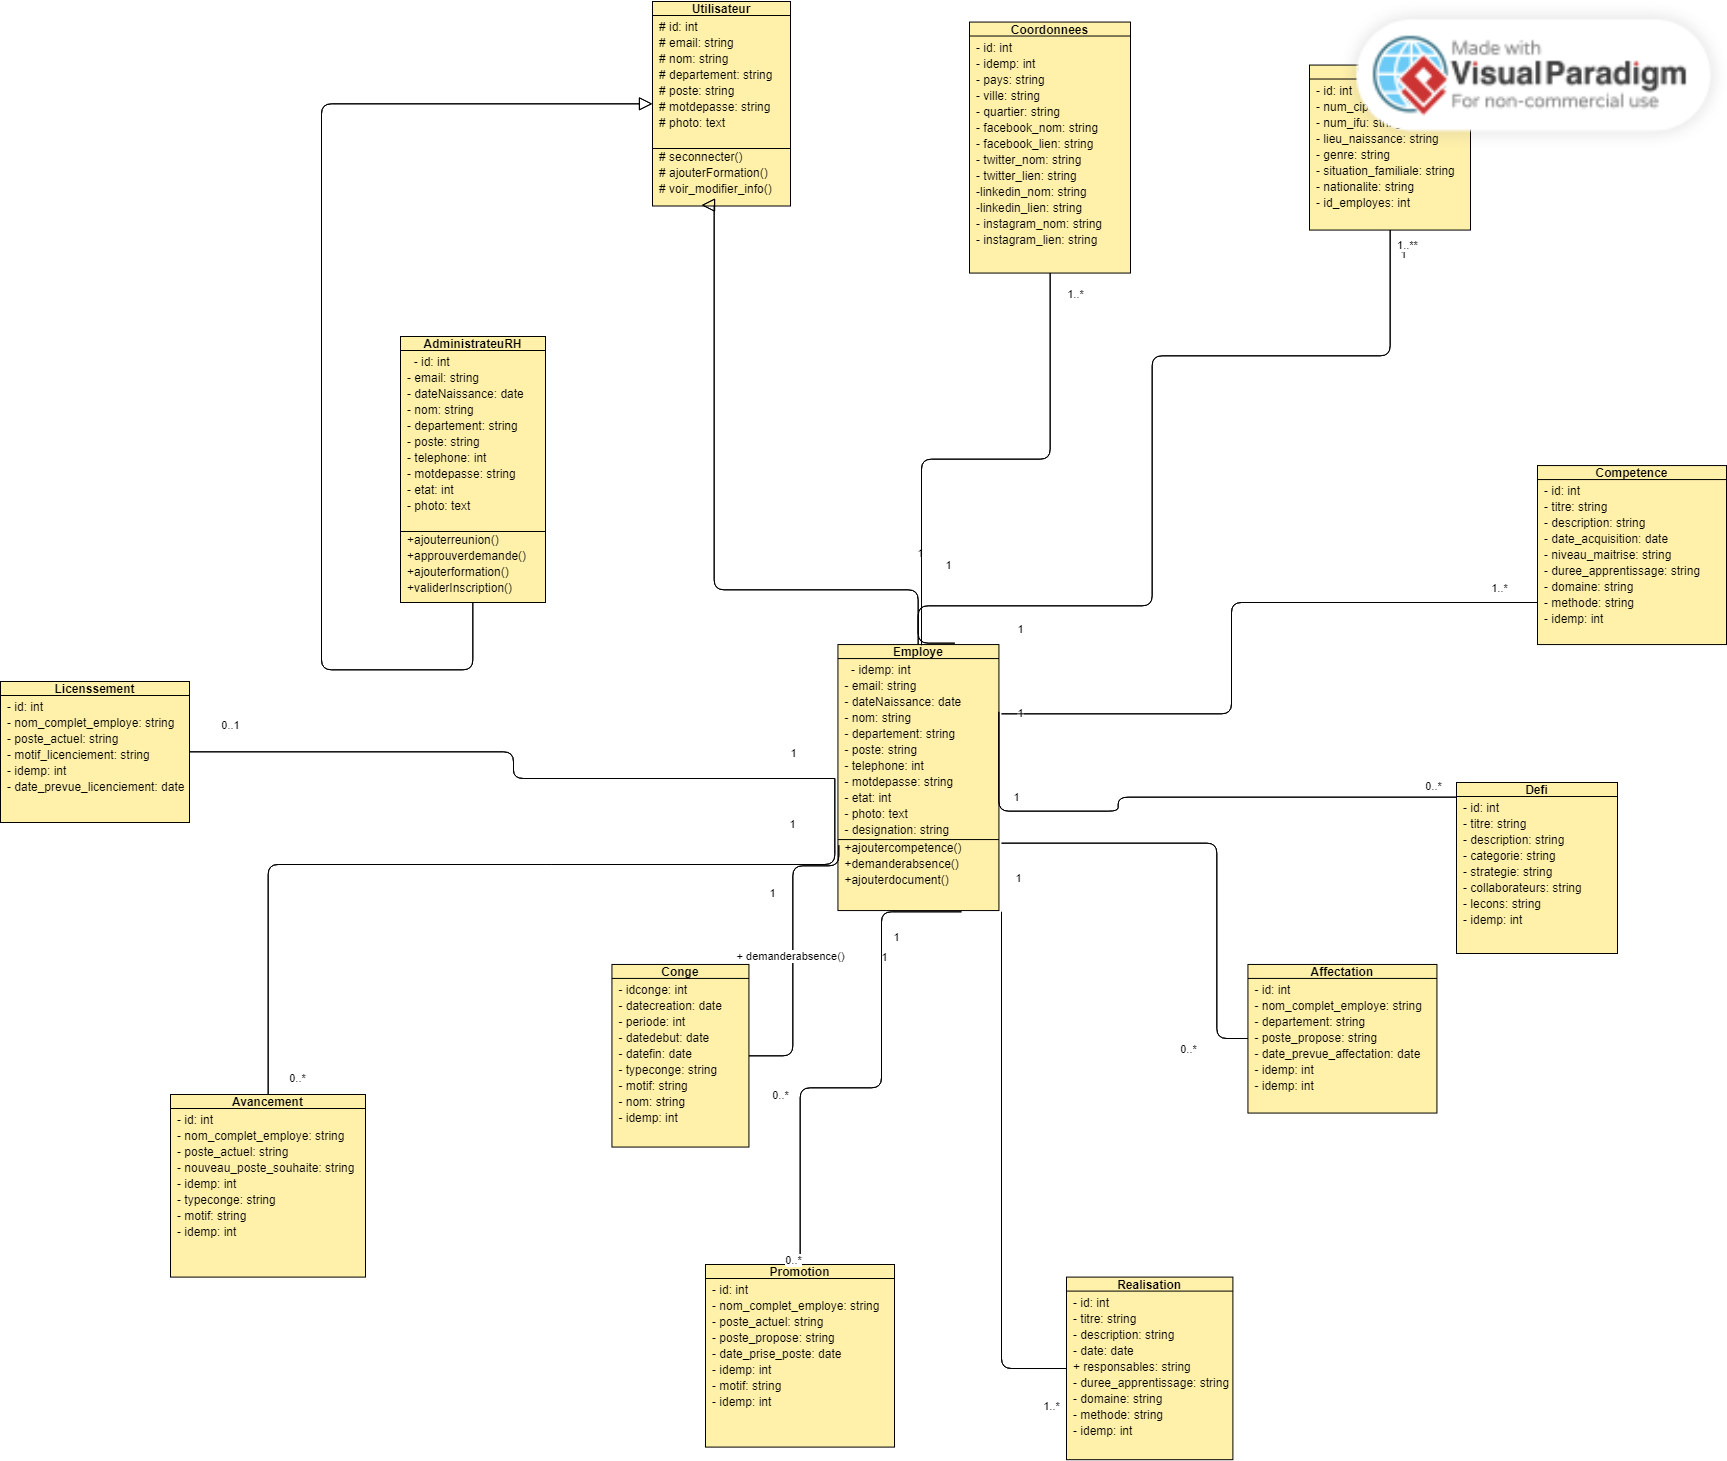 Utilisateur
# id: int
# email: string
# nom: string
# departement: string
# poste: string
# motdepasse: string
# photo: text
# seconnecter()
# ajouterFormation()
# voir_modifier_info()
Coordonnees
- id: int
- idemp: int
- pays: string
- ville: string
- quartier: string
- facebook_nom: string
- facebook_lien: string
- twitter_nom: string
- twitter_lien: string
-linkedin_nom: string
-linkedin_lien: string
- instagram_nom: string
- instagram_lien: string
1..*
Made with
Visual Paradigm
For non-commercial use
- id: int
- num_cip
- num_ifu:
- lieu_naissance: string
- genre: string
- situation_familiale: string
- nationalite: string
- id_employes: int
1..**
1
AdministrateuRH
- id: int
- email: string
- dateNaissance: date
- nom: string
- departement: string
- poste: string
- telephone: int
- motdepasse: string
- etat: int
- photo: text
+ajouterreunion()
+approuverdemande()
+ajouterformation()
+validerInscription()
1
1
1
Competence
- id: int
- titre: string
- description: string
- date_acquisition: date
- niveau_maitrise: string
- duree_apprentissage: string
- domaine: string
- methode: string
- idemp: int
1..*
Employe
- idemp: int
- email: string
- dateNaissance: date
- nom: string
- departement: string
- poste: string
- telephone: int
- motdepasse: string
- etat: int
- photo: text
- designation: string
+ajoutercompetence()
+demanderabsence()
+ajouterdocument()
1
1
1
Licenssement
- id: int
- nom_complet_employe: string
- poste_actuel: string
- motif_licenciement: string
- idemp: int
- date_prevue_licenciement: date
0..1
1
1
1
Defi
- id: int
- titre: string
- description: string
- categorie: string
- strategie: string
- collaborateurs: string
- lecons: string
- idemp: int
0..*
+ demanderabsence()
1
1
Conge
- idconge: int
- datecreation: date
- periode: int
- datedebut: date
- datefin: date
- typeconge: string
- motif: string
- nom: string
- idemp: int
0..*
Affectation
- id: int
- nom_complet_employe: string
- departement: string
- poste_propose: string
- date_prevue_affectation: date
- idemp: int
- idemp: int
0..*
0..*
Avancement
- id: int
- nom_complet_employe: string
- poste_actuel: string
- nouveau_poste_souhaite: string
- idemp: int
- typeconge: string
- motif: string
- idemp: int
0..*
Promotion
- id: int
- nom_complet_employe: string
- poste_actuel: string
- poste_propose: string
- date_prise_poste: date
- idemp: int
- motif: string
- idemp: int
Realisation
- id: int
- titre: string
- description: string
- date: date
+ responsables: string
- duree_apprentissage: string
- domaine: string
- methode: string
- idemp: int
1..*